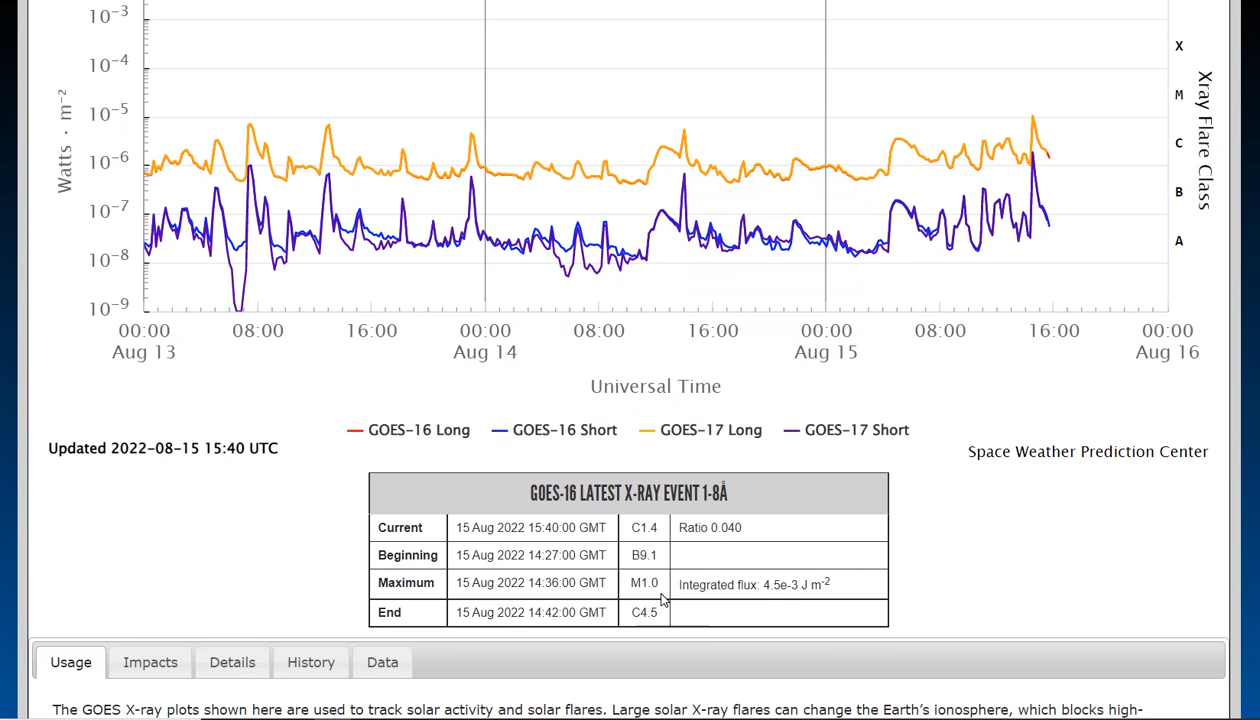 10⁻³
10⁻⁴
10⁻⁵
10⁻⁶
10⁻⁷
10⁻⁸
10⁻⁹
Watts · m⁻²
X
M
C
B
A
Xray Flare Class
00:00 08:00 16:00 00:00 08:00 16:00 00:00 08:00 16:00 00:00
Aug 13 Aug 14 Aug 15 Aug 16
Universal Time
GOES-16 Long GOES-16 Short GOES-17 Long GOES-17 Short
Updated 2022-08-15 15:40 UTC
Space Weather Prediction Center
GOES-16 LATEST X-RAY EVENT 1-8Å
Current 15 Aug 2022 15:40:00 GMT C1.4 Ratio 0.040
Beginning 15 Aug 2022 14:27:00 GMT B9.1
Maximum 15 Aug 2022 14:36:00 GMT M1.0 Integrated flux: 4.5e-3 J m⁻²
End 15 Aug 2022 14:42:00 GMT C4.5
Usage Impacts Details History Data
The GOES X-ray plots shown here are used to track solar activity and solar flares. Large solar X-ray flares can change the Earth’s ionosphere, which blocks high-